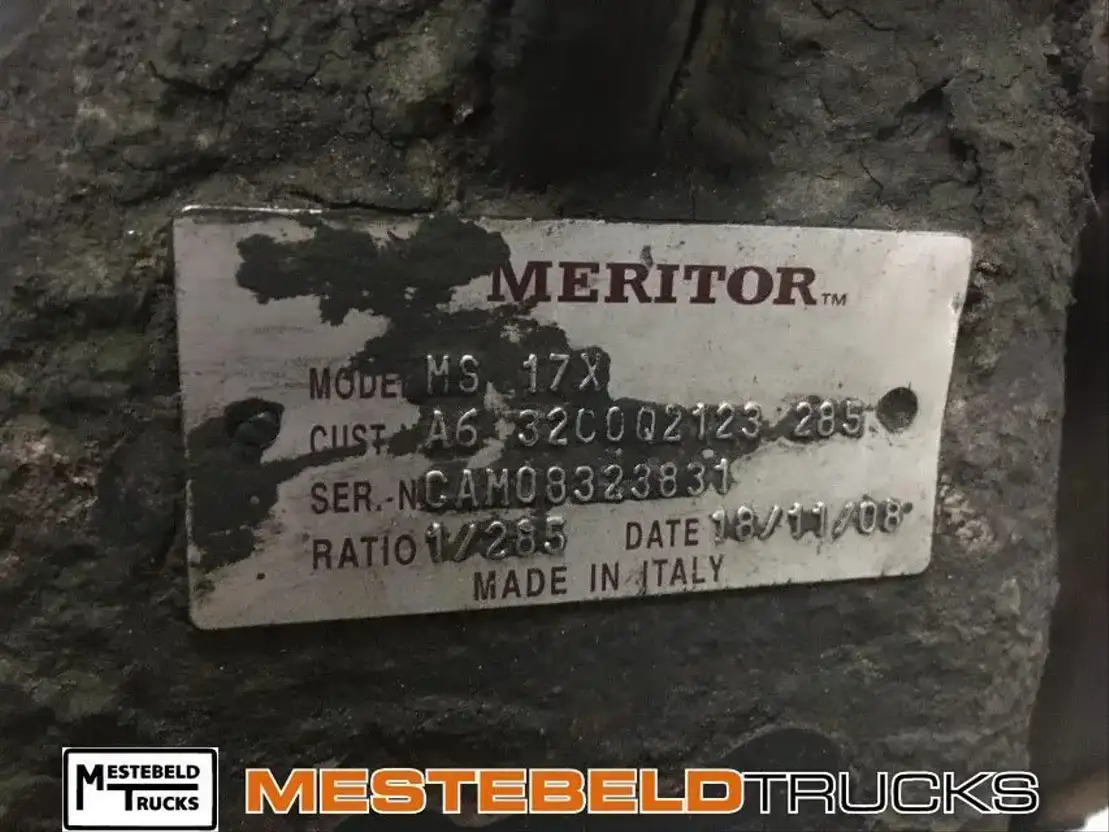 MERITOR™
MODEL MS 17X
CUST. A6 32C0Q2123 285
SER.-N CAM08323831
RATIO 1/285 DATE 18/11/08
MADE IN ITALY
MESTEBELD
TRUCKS
MESTEBELDTRUCKS